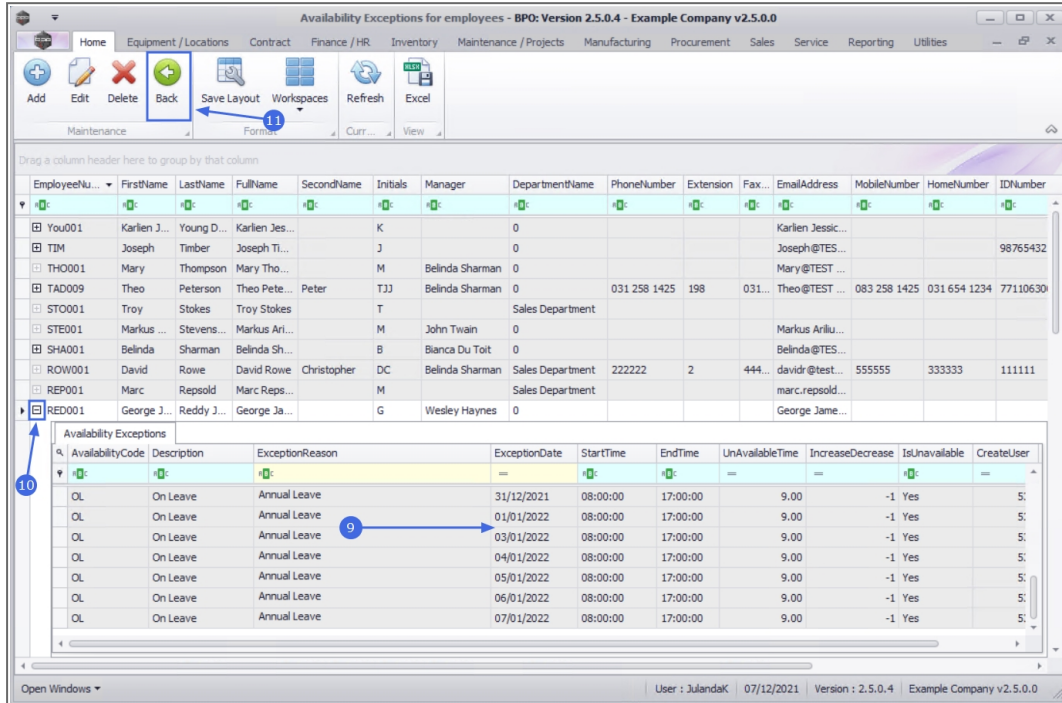 Availability Exceptions for employees - BPO: Version 2.5.0.4 - Example Company v2.5.0.0
Home Equipment / Locations Contract Finance / HR Inventory Maintenance / Projects Manufacturing Procurement Sales Service Reporting Utilities
Add Edit Delete Back Save Layout Workspaces Refresh Excel
11
Maintenance Format Curr... View
Drag a column header here to group by that column
EmployeeNu... FirstName LastName FullName SecondName Initials Manager DepartmentName PhoneNumber Extension Fax... EmailAddress MobileNumber HomeNumber IDNumber
You001 Karlien J... Young D... Karlien Jes... K 0 Karlien Jessic...
TIM Joseph Timber Joseph Ti... J 0 Joseph@TES... 98765432
THO001 Mary Thompson Mary Tho... M Belinda Sharman 0 Mary@TEST ...
TAD009 Theo Peterson Theo Pete... Peter TJJ Belinda Sharman 0 031 258 1425 198 031... Theo@TEST ... 083 258 1425 031 654 1234 771106300
STO001 Troy Stokes Troy Stokes T Sales Department
STE001 Markus ... Stevens... Markus Ari... M John Twain 0 Markus Ariliu...
SHA001 Belinda Sharman Belinda Sh... B Bianca Du Toit 0 Belinda@TES...
ROW001 David Rowe David Rowe Christopher DC Belinda Sharman Sales Department 222222 2 444... davidr@test... 555555 333333 111111
REP001 Marc Repsold Marc Reps... M Sales Department marc.repsold...
RED001 George J... Reddy J... George Ja... G Wesley Haynes 0 George Jame...
Availability Exceptions
AvailabilityCode Description ExceptionReason ExceptionDate StartTime EndTime UnAvailableTime IncreaseDecrease IsUnavailable CreateUser
10
OL On Leave Annual Leave 31/12/2021 08:00:00 17:00:00 9.00 -1 Yes
OL On Leave Annual Leave 01/01/2022 08:00:00 17:00:00 9.00 -1 Yes
9
OL On Leave Annual Leave 03/01/2022 08:00:00 17:00:00 9.00 -1 Yes
OL On Leave Annual Leave 04/01/2022 08:00:00 17:00:00 9.00 -1 Yes
OL On Leave Annual Leave 05/01/2022 08:00:00 17:00:00 9.00 -1 Yes
OL On Leave Annual Leave 06/01/2022 08:00:00 17:00:00 9.00 -1 Yes
OL On Leave Annual Leave 07/01/2022 08:00:00 17:00:00 9.00 -1 Yes
Open Windows User : JulandaK 07/12/2021 Version : 2.5.0.4 Example Company v2.5.0.0